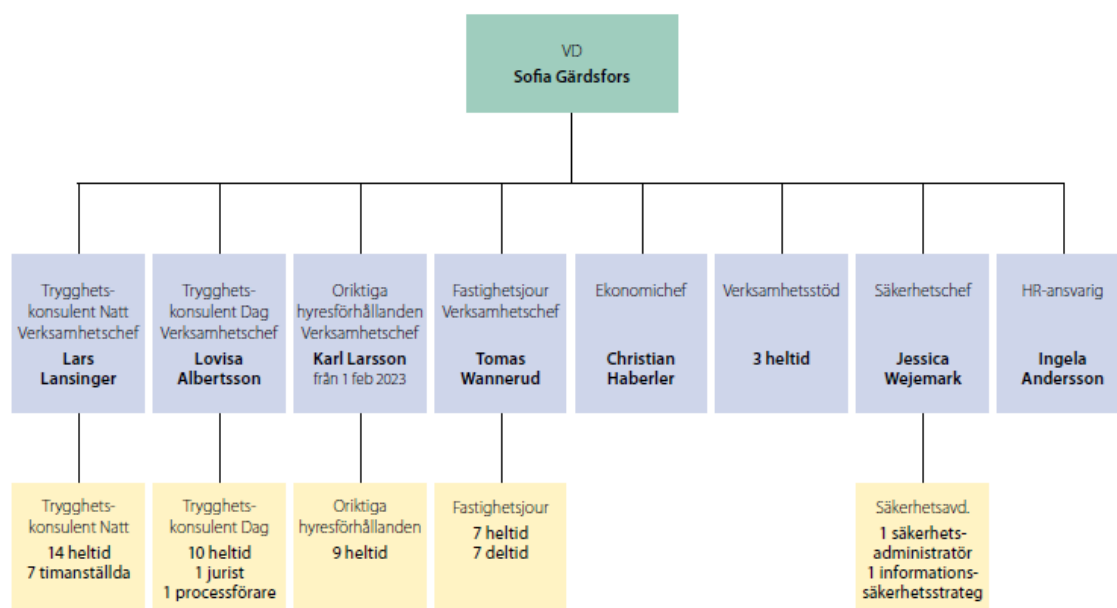 VD
Sofia Gärdsfors
Trygghets-
konsulent Natt
Verksamhetschef
Lars
Lansinger
Trygghets-
konsulent Dag
Verksamhetschef
Lovisa
Albertsson
Oriktiga
hyresförhållanden
Verksamhetschef
Karl Larsson
från 1 feb 2023
Fastighetsjour
Verksamhetschef
Tomas
Wannerud
Ekonomichef
Christian
Haberler
Verksamhetsstöd
3 heltid
Säkerhetschef
Jessica
Wejemark
HR-ansvarig
Ingela
Andersson
Trygghets-
konsulent Natt
14 heltid
7 timanställda
Trygghets-
konsulent Dag
10 heltid
1 jurist
1 processförare
Oriktiga
hyresförhållanden
9 heltid
Fastighetsjour
7 heltid
7 deltid
Säkerhetsavd.
1 säkerhets-
administratör
1 informations-
säkerhetsstrateg